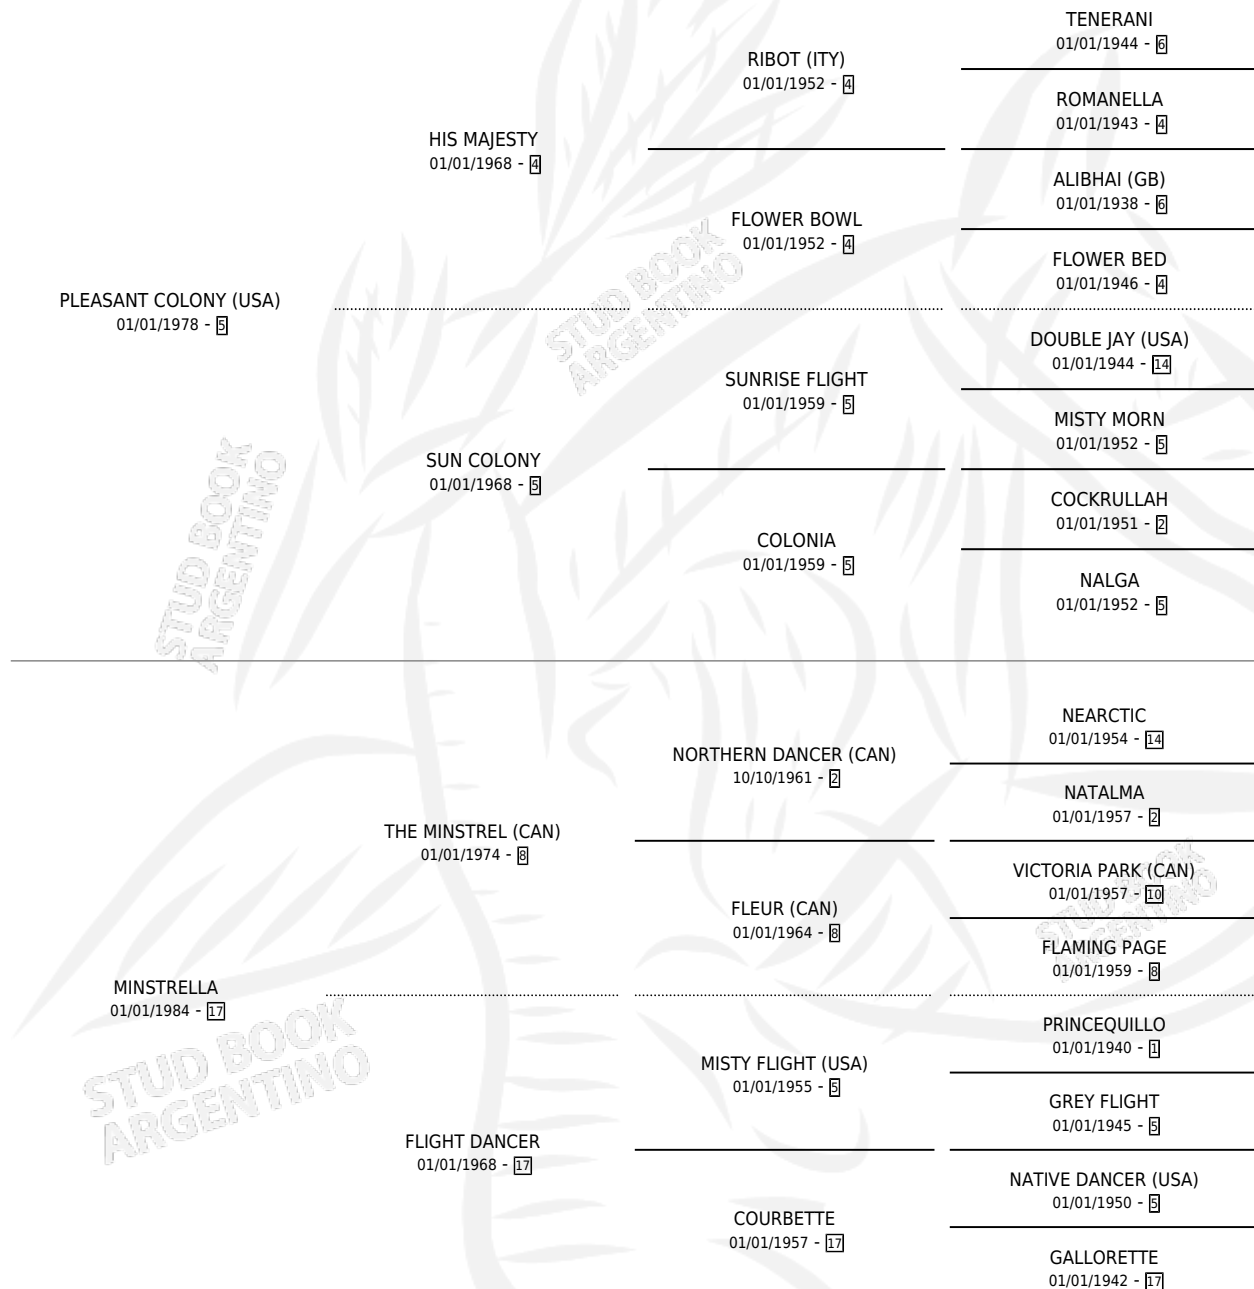 TENERANI
01/01/1944 - 6
RIBOT (ITY)
01/01/1952 - 4
ROMANELLA
01/01/1943 - 4
HIS MAJESTY
01/01/1968 - 4
ALIBHAI (GB)
01/01/1938 - 6
FLOWER BOWL
01/01/1952 - 4
FLOWER BED
01/01/1946 - 4
PLEASANT COLONY (USA)
01/01/1978 - 5
DOUBLE JAY (USA)
01/01/1944 - 14
SUNRISE FLIGHT
01/01/1959 - 5
MISTY MORN
01/01/1952 - 5
SUN COLONY
01/01/1968 - 5
COCKRULLAH
01/01/1951 - 2
COLONIA
01/01/1959 - 5
NALGA
01/01/1952 - 5
NEARCTIC
01/01/1954 - 14
NORTHERN DANCER (CAN)
10/10/1961 - 2
NATALMA
01/01/1957 - 2
THE MINSTREL (CAN)
01/01/1974 - 8
VICTORIA PARK (CAN)
01/01/1957 - 10
FLEUR (CAN)
01/01/1964 - 8
FLAMING PAGE
01/01/1959 - 8
MINSTRELLA
01/01/1984 - 17
PRINCEQUILLO
01/01/1940 - 1
MISTY FLIGHT (USA)
01/01/1955 - 5
GREY FLIGHT
01/01/1945 - 5
FLIGHT DANCER
01/01/1968 - 17
NATIVE DANCER (USA)
01/01/1950 - 5
COURBETTE
01/01/1957 - 17
GALLORETTE
01/01/1942 - 17
STUD BOOK
ARGENTINO
STUD BOOK
ARGENTINO
STUD BOOK
ARGENTINO
STUD BOOK
ARGENTINO